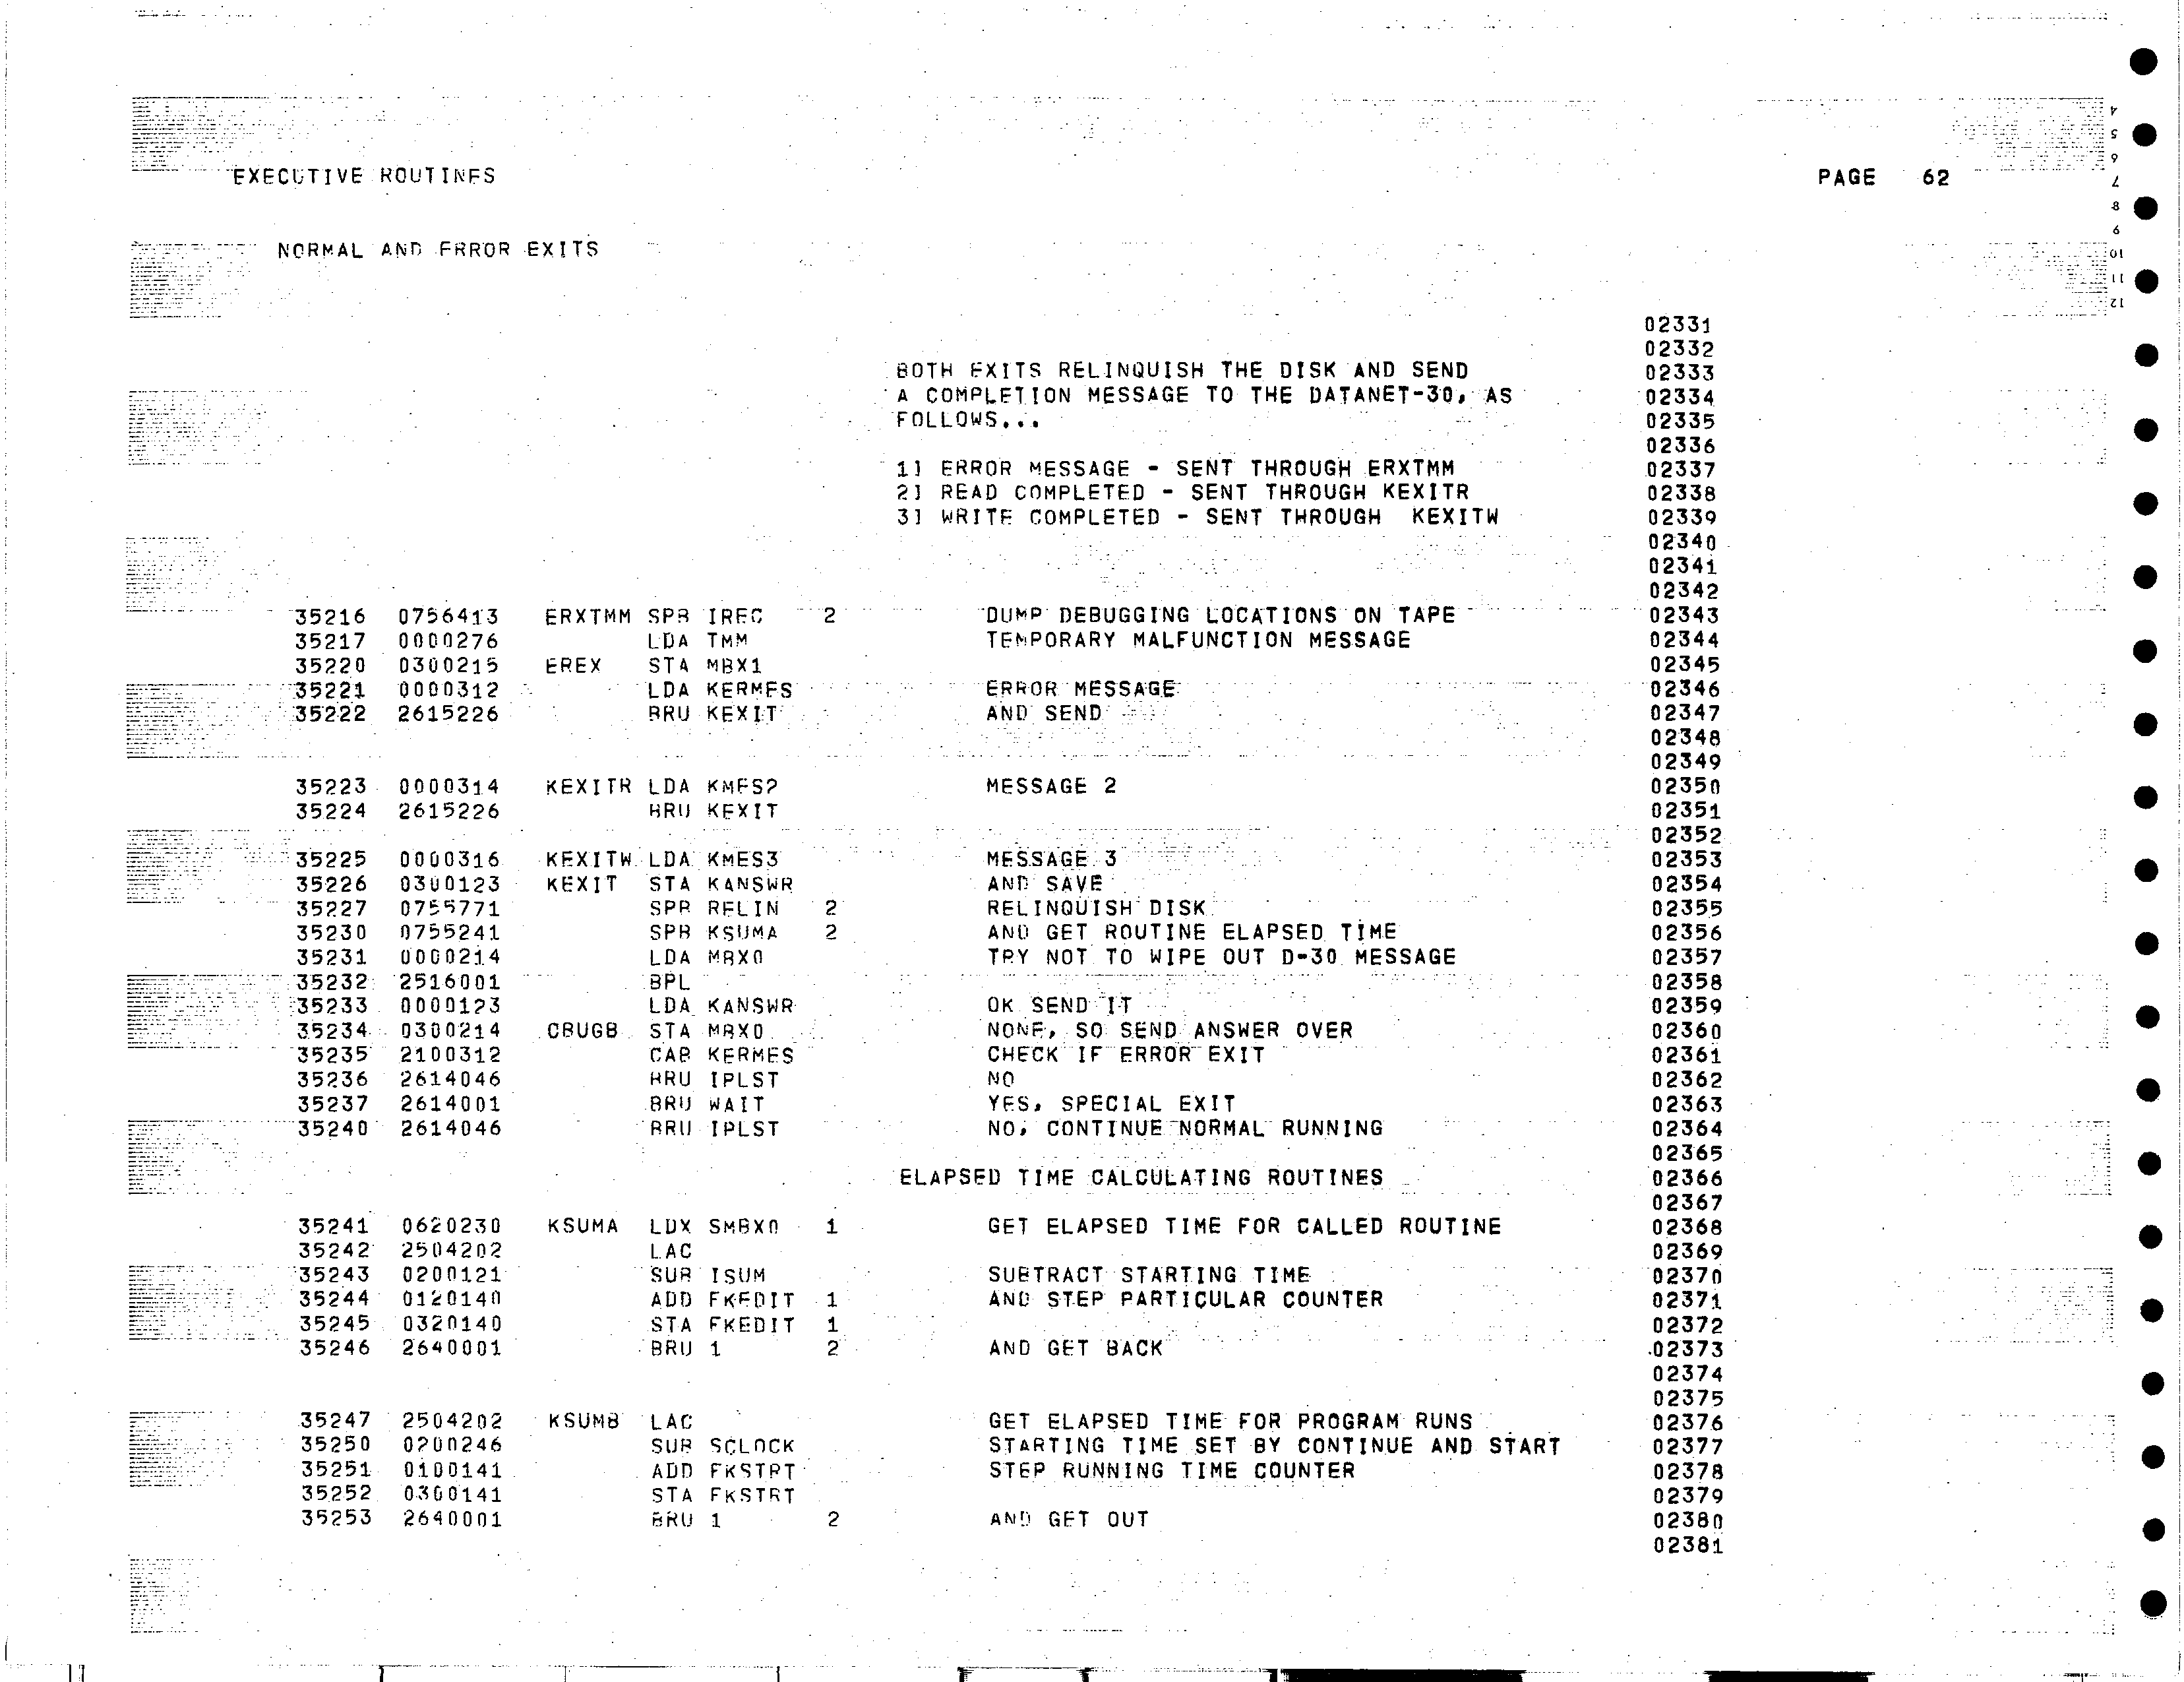 EXECUTIVE ROUTINES PAGE 62
NORMAL AND ERROR EXITS
02331
02332
BOTH EXITS RELINQUISH THE DISK AND SEND 02333
A COMPLETION MESSAGE TO THE DATANET-30, AS 02334
FOLLOWS... 02335
02336
1] ERROR MESSAGE - SENT THROUGH ERXTMM 02337
2] READ COMPLETED - SENT THROUGH KEXITR 02338
3] WRITE COMPLETED - SENT THROUGH KEXITW 02339
02340
02341
02342
35216 0756413 ERXTMM SPB IREC 2 DUMP DEBUGGING LOCATIONS ON TAPE 02343
35217 0000276 LDA TMM TEMPORARY MALFUNCTION MESSAGE 02344
35220 0300215 EREX STA MBX1 02345
35221 0000312 LDA KERMES ERROR MESSAGE 02346
35222 2615226 BRU KEXIT AND SEND 02347
02348
02349
35223 0000314 KEXITR LDA KMES2 MESSAGE 2 02350
35224 2615226 BRU KEXIT 02351
02352
35225 0000316 KEXITW LDA KMES3 MESSAGE 3 02353
35226 0300123 KEXIT STA KANSWR AND SAVE 02354
35227 0755771 SPB RELIN 2 RELINQUISH DISK 02355
35230 0755241 SPB KSUMA 2 AND GET ROUTINE ELAPSED TIME 02356
35231 0000214 LDA MBX0 TRY NOT TO WIPE OUT D-30 MESSAGE 02357
35232 2516001 BPL 02358
35233 0000123 LDA KANSWR OK SEND IT 02359
35234 0300214 CBUGB STA MBX0 NONE, SO SEND ANSWER OVER 02360
35235 2100312 CAB KERMES CHECK IF ERROR EXIT 02361
35236 2614046 BRU IPLST NO 02362
35237 2614001 BRU WAIT YES, SPECIAL EXIT 02363
35240 2614046 BRU IPLST NO, CONTINUE NORMAL RUNNING 02364
02365
ELAPSED TIME CALCULATING ROUTINES 02366
02367
35241 0620230 KSUMA LDX SMBX0 1 GET ELAPSED TIME FOR CALLED ROUTINE 02368
35242 2504202 LAC 02369
35243 0200121 SUB ISUM SUBTRACT STARTING TIME 02370
35244 0120140 ADD FKEDIT 1 AND STEP PARTICULAR COUNTER 02371
35245 0320140 STA FKEDIT 1 02372
35246 2640001 BRU 1 2 AND GET BACK 02373
02374
02375
35247 2504202 KSUMB LAC GET ELAPSED TIME FOR PROGRAM RUNS 02376
35250 0200246 SUB SCLOCK STARTING TIME SET BY CONTINUE AND START 02377
35251 0100141 ADD FKSTRT STEP RUNNING TIME COUNTER 02378
35252 0300141 STA FKSTRT 02379
35253 2640001 BRU 1 2 AND GET OUT 02380
02381
4
5
6
7
8
9
10
11
12